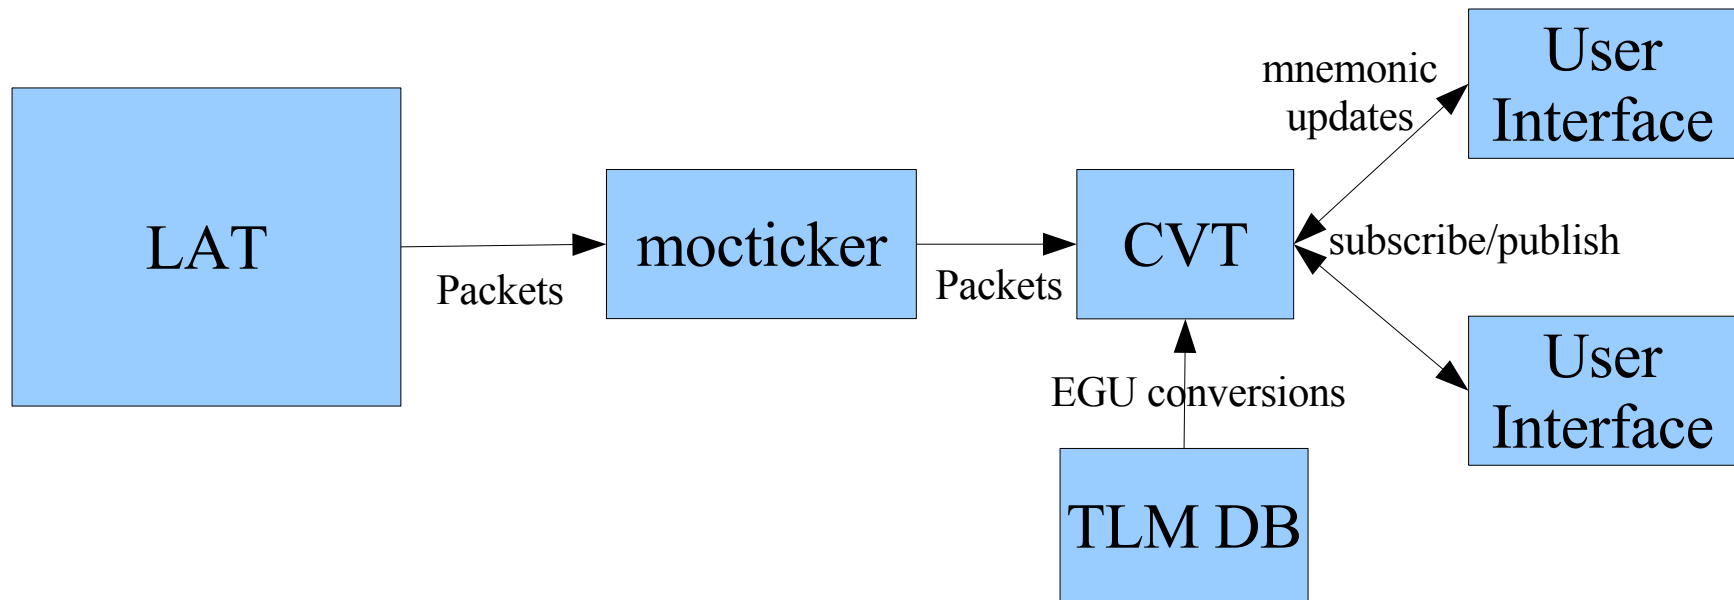 LAT
Packets
mocticker
Packets
CVT
EGU conversions
TLM DB
mnemonic
updates
subscribe/publish
User
Interface
User
Interface